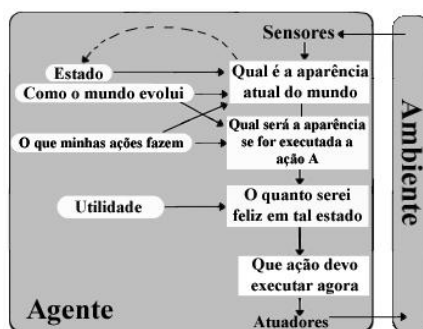 Sensores
Estado
Qual é a aparência
atual do mundo
Como o mundo evolui
Qual será a aparência
se for executada a
ação A
O que minhas ações fazem
O quanto serei
feliz em tal estado
Utilidade
Que ação devo
executar agora
Agente
Atuadores
Ambiente